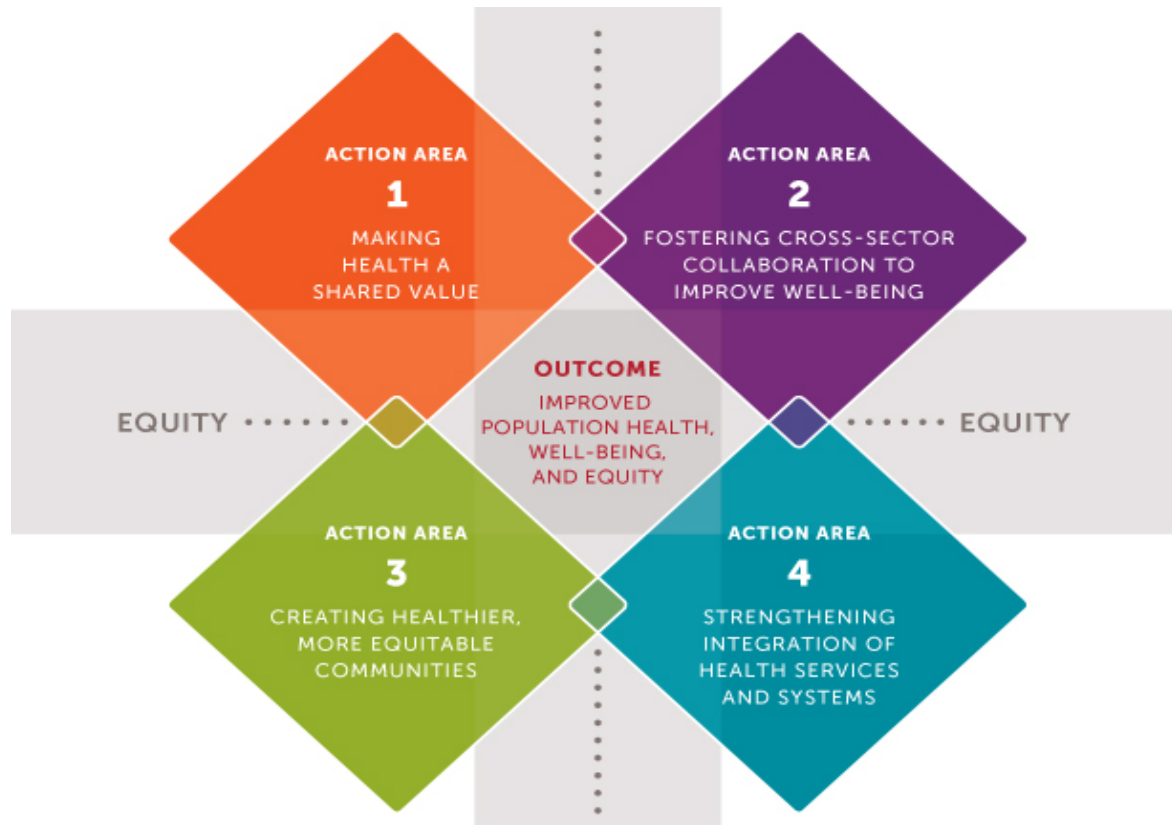 ACTION AREA
1
MAKING
HEALTH A
SHARED VALUE
ACTION AREA
2
FOSTERING CROSS-SECTOR
COLLABORATION TO
IMPROVE WELL-BEING
EQUITY
OUTCOME
IMPROVED
POPULATION HEALTH,
WELL-BEING,
AND EQUITY
EQUITY
ACTION AREA
3
CREATING HEALTHIER,
MORE EQUITABLE
COMMUNITIES
ACTION AREA
4
STRENGTHENING
INTEGRATION OF
HEALTH SERVICES
AND SYSTEMS